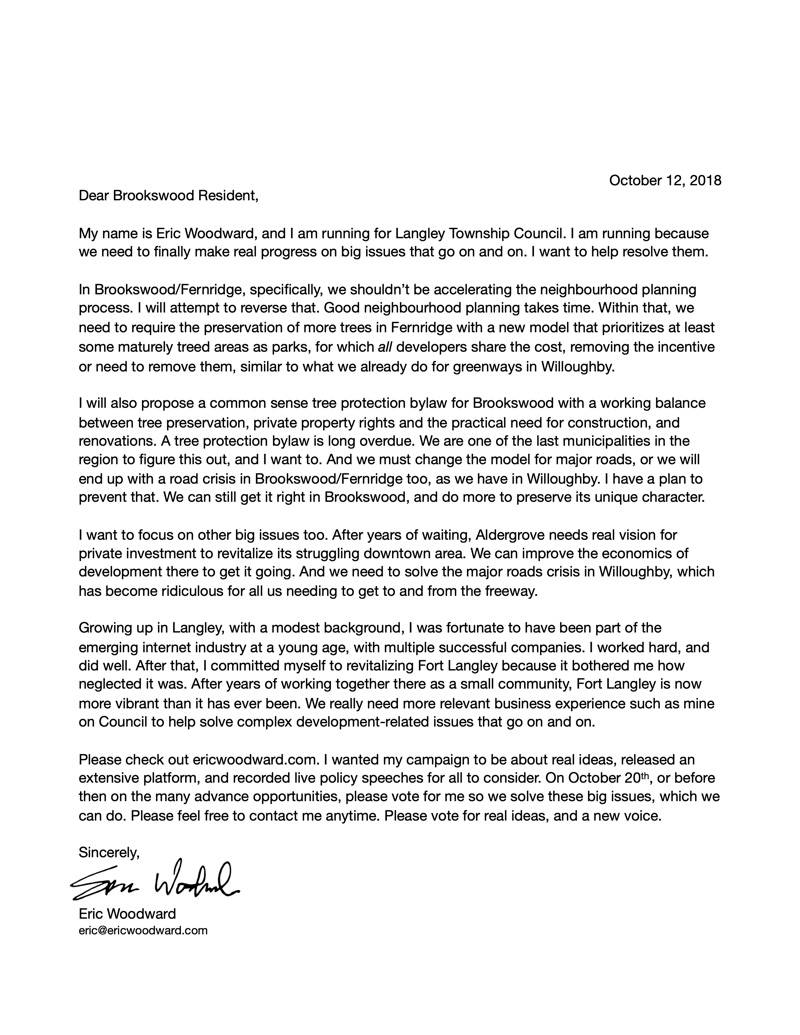 October 12, 2018
Dear Brookswood Resident,
My name is Eric Woodward, and I am running for Langley Township Council. I am running because
we need to finally make real progress on big issues that go on and on. I want to help resolve them.
In Brookswood/Fernridge, specifically, we shouldn't be accelerating the neighbourhood planning
process. I will attempt to reverse that. Good neighbourhood planning takes time. Within that, we
need to require the preservation of more trees in Fernridge with a new model that prioritizes at least
some maturely treed areas as parks, for which all developers share the cost, removing the incentive
or need to remove them, similar to what we already do for greenways in Willoughby.
I will also propose a common sense tree protection bylaw for Brookswood with a working balance
between tree preservation, private property rights and the practical need for construction, and
renovations. A tree protection bylaw is long overdue. We are one of the last municipalities in the
region to figure this out, and I want to. And we must change the model for major roads, or we will
end up with a road crisis in Brookswood/Fernridge too, as we have in Willoughby. I have a plan to
prevent that. We can still get it right in Brookswood, and do more to preserve its unique character.
I want to focus on other big issues too. After years of waiting, Aldergrove needs real vision for
private investment to revitalize its struggling downtown area. We can improve the economics of
development there to get it going. And we need to solve the major roads crisis in Willoughby, which
has become ridiculous for all us needing to get to and from the freeway.
Growing up in Langley, with a modest background, I was fortunate to have been part of the
emerging internet industry at a young age, with multiple successful companies. I worked hard, and
did well. After that, I committed myself to revitalizing Fort Langley because it bothered me how
neglected it was. After years of working together there as a small community, Fort Langley is now
more vibrant than it has ever been. We really need more relevant business experience such as mine
on Council to help solve complex development-related issues that go on and on.
Please check out ericwoodward.com. I wanted my campaign to be about real ideas, released an
extensive platform, and recorded live policy speeches for all to consider. On October 20th, or before
then on the many advance opportunities, please vote for me so we solve these big issues, which we
can do. Please feel free to contact me anytime. Please vote for real ideas, and a new voice.
Sincerely,
Eric Woodward
eric@ericwoodward.com